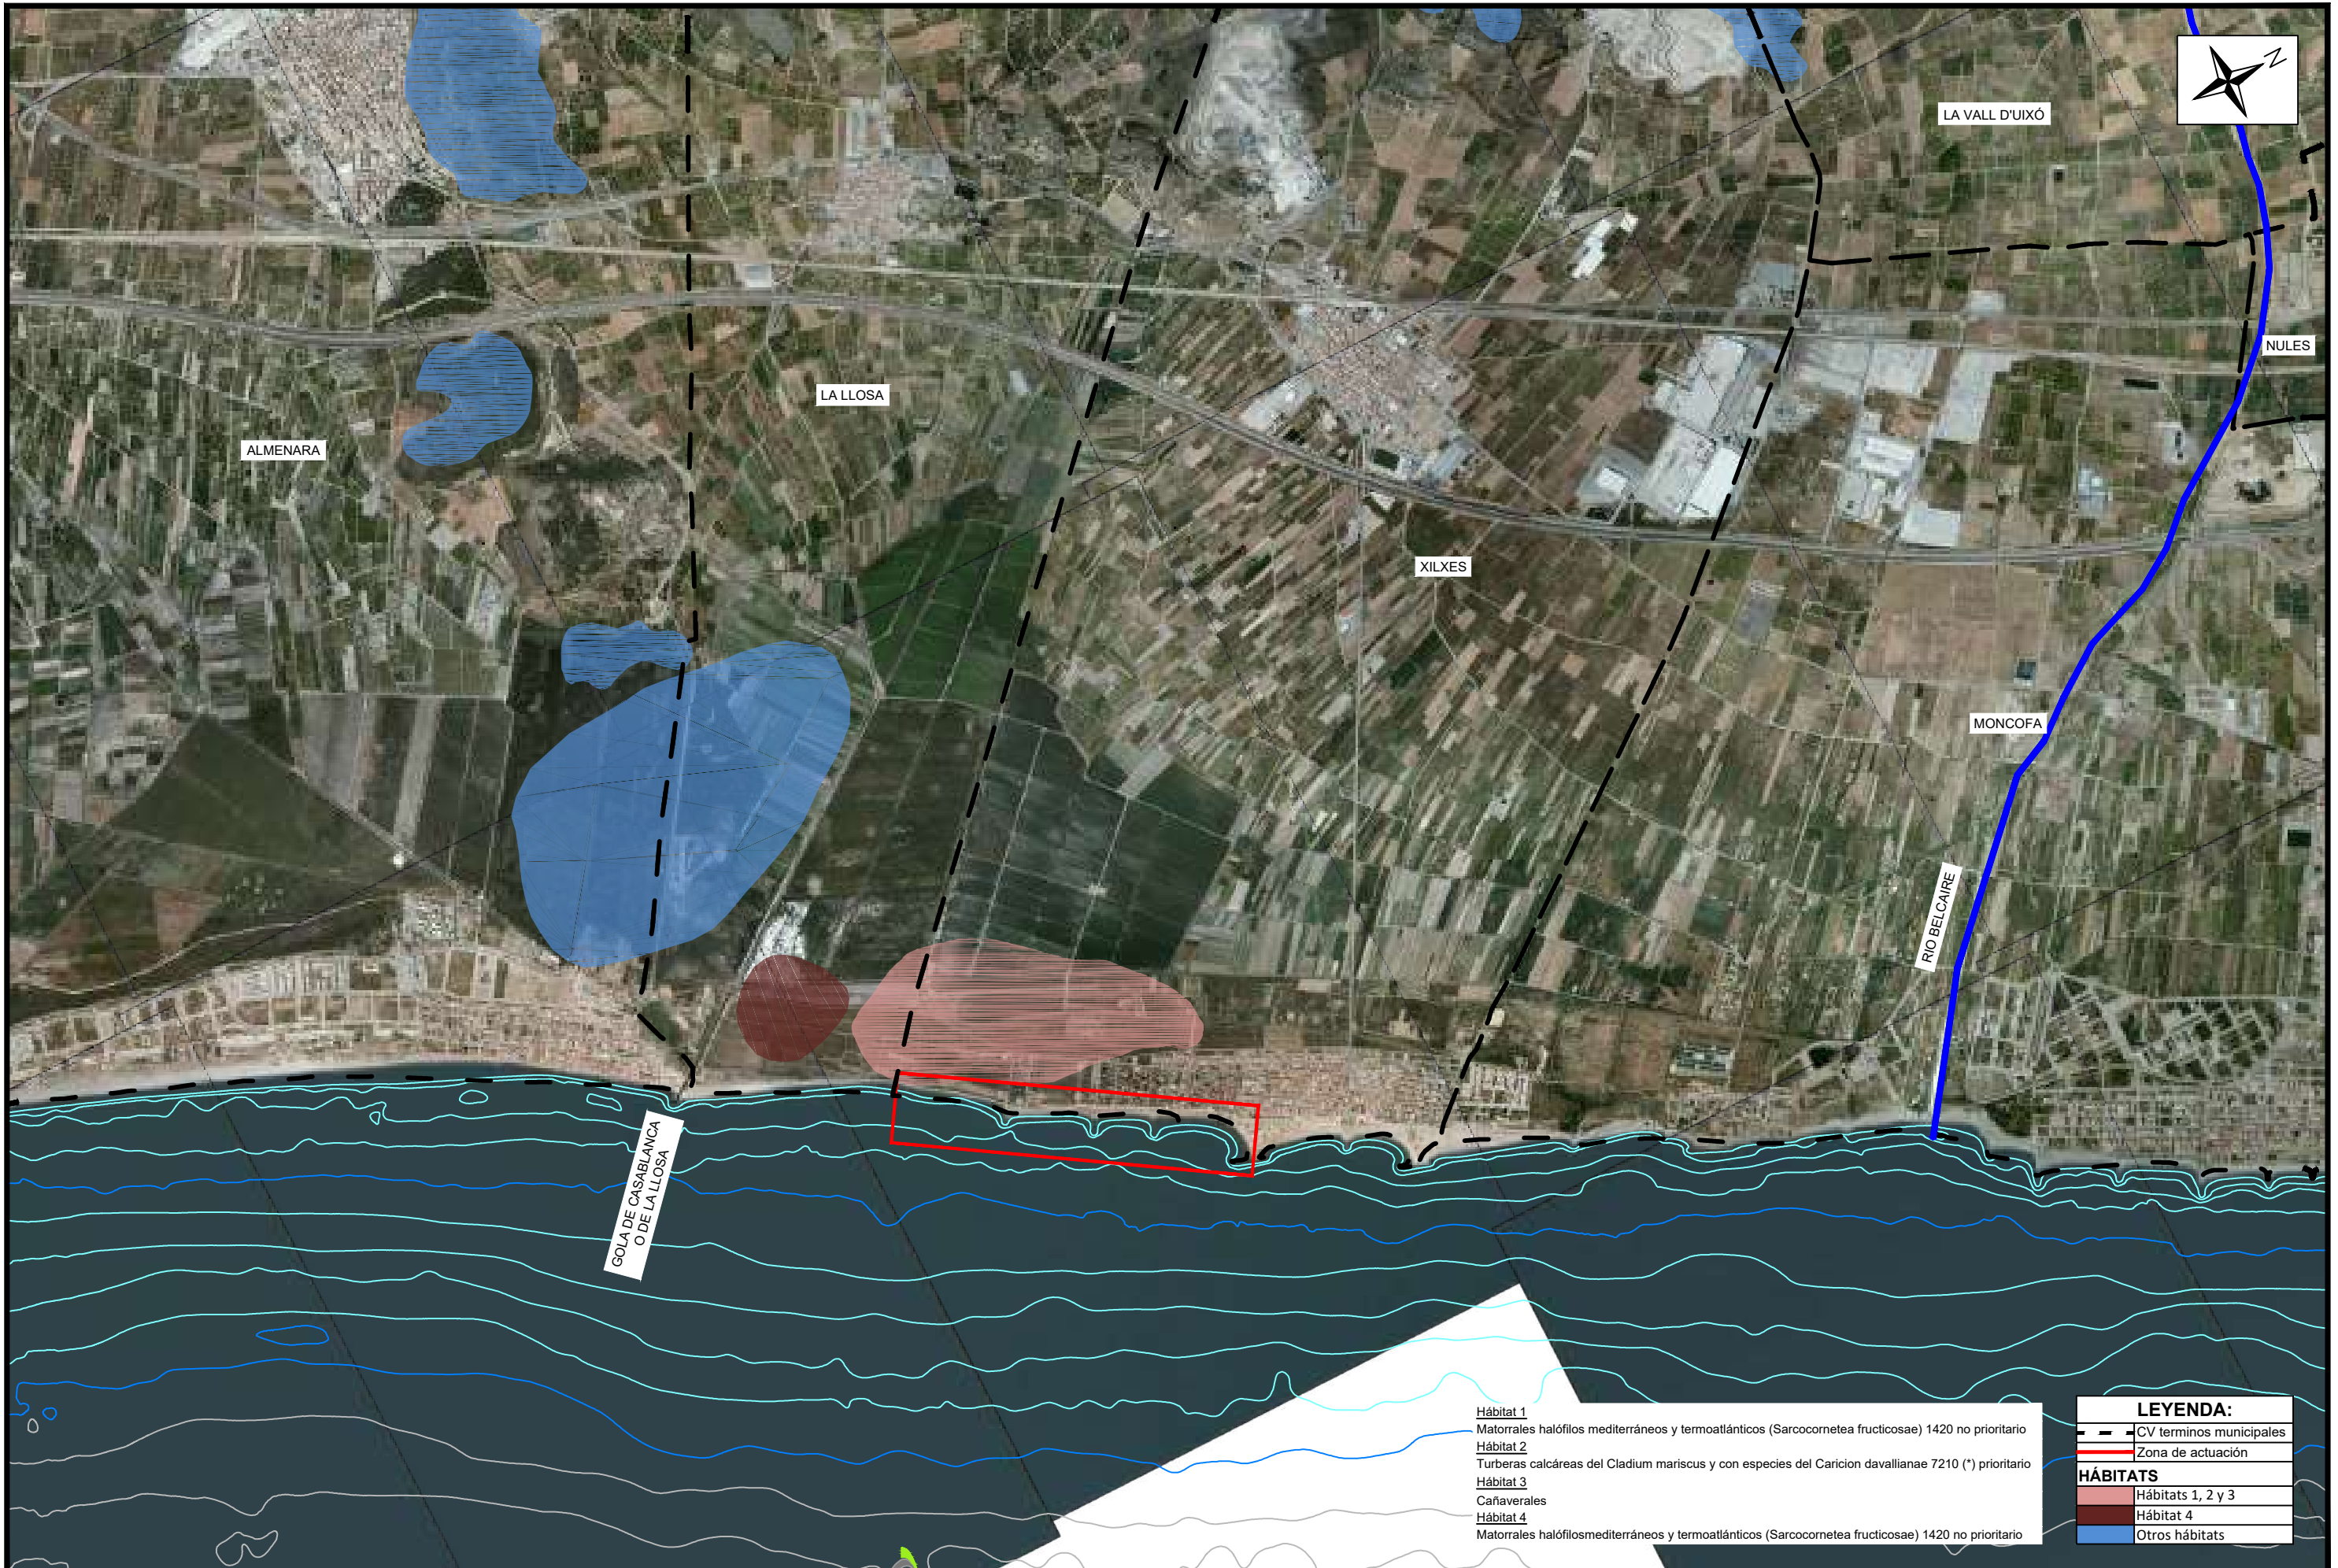 N
LA VALL D'UIXÓ
NULES
LA LLOSA
ALMENARA
XILXES
MONCOFA
RIO BELCAIRE
GOLA DE CASABLANCA
O DE LA LLOSA
Hábitat 1
Matorrales halófilos mediterráneos y termoatlánticos (Sarcocornetea fructicosae) 1420 no prioritario
Hábitat 2
Turberas calcáreas del Cladium mariscus y con especies del Caricion davallianae 7210 (*) prioritario
Hábitat 3
Cañaverales
Hábitat 4
Matorrales halófilosmediterráneos y termoatlánticos (Sarcocornetea fructicosae) 1420 no prioritario
LEYENDA:
CV terminos municipales
Zona de actuación
HÁBITATS
Hábitats 1, 2 y 3
Hábitat 4
Otros hábitats